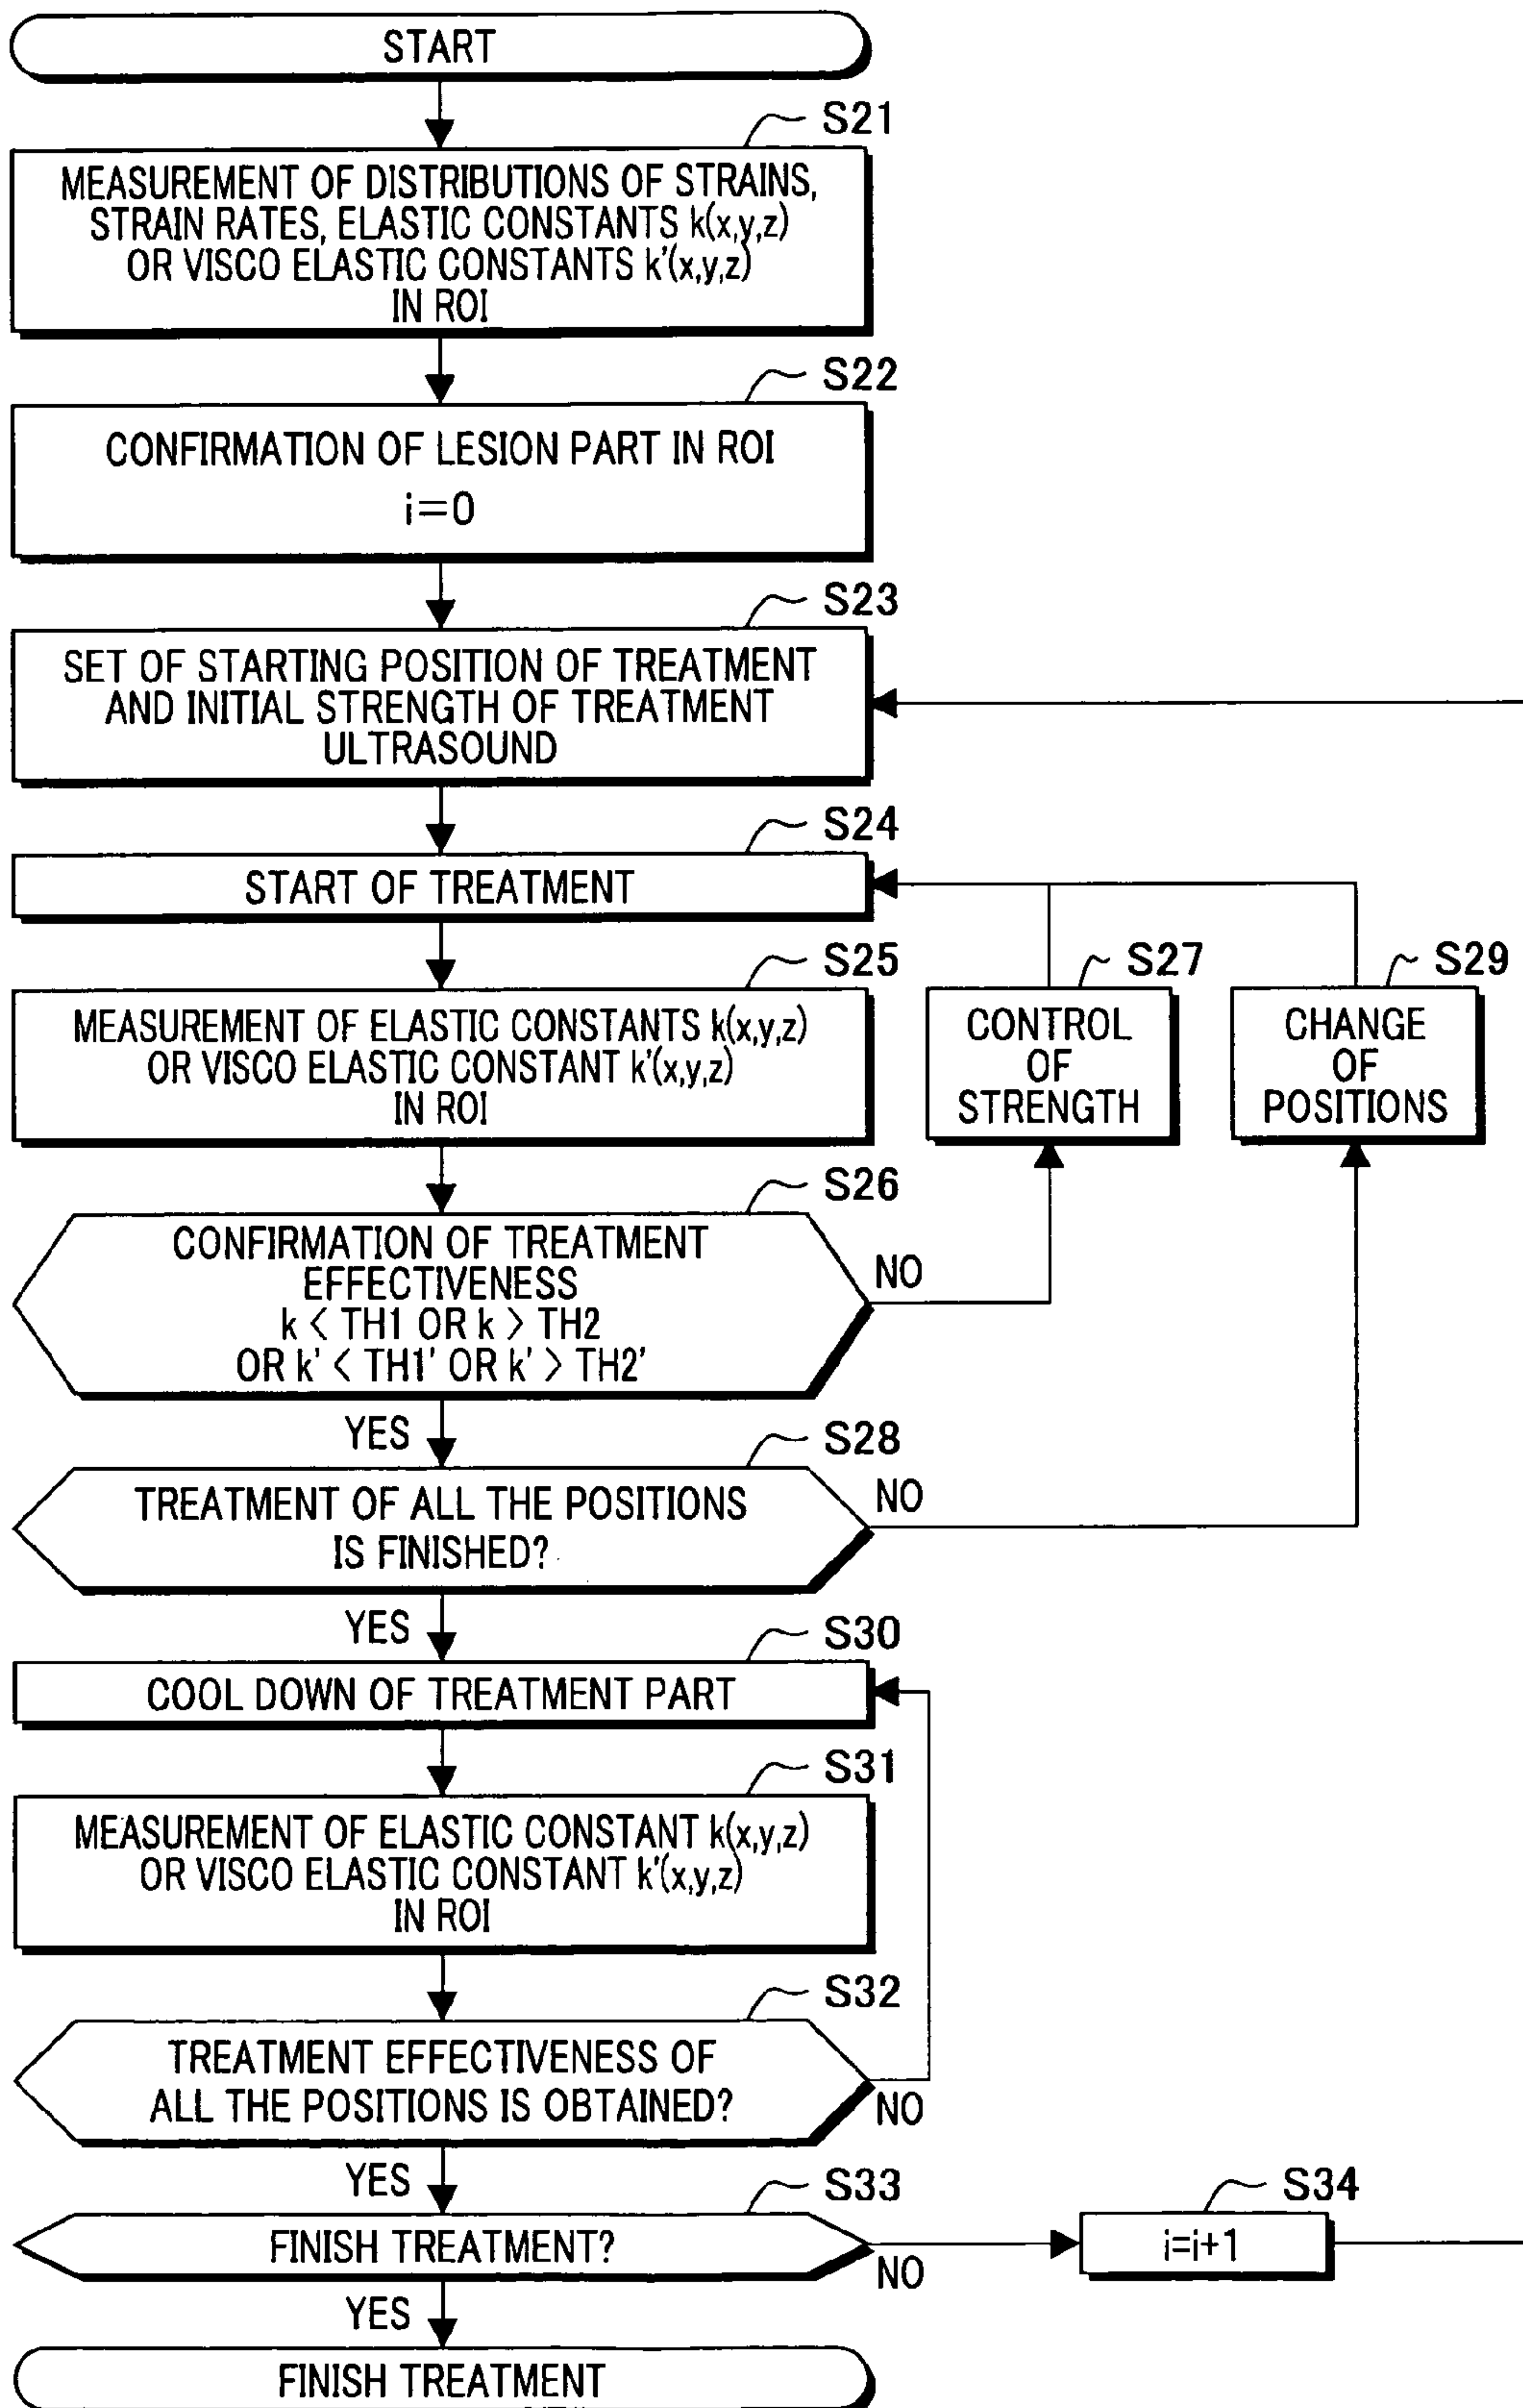 START
S21
MEASUREMENT OF DISTRIBUTIONS OF STRAINS,
STRAIN RATES, ELASTIC CONSTANTS k(x,y,z)
OR VISCO ELASTIC CONSTANTS k'(x,y,z)
IN ROI
S22
CONFIRMATION OF LESION PART IN ROI
i=0
S23
SET OF STARTING POSITION OF TREATMENT
AND INITIAL STRENGTH OF TREATMENT
ULTRASOUND
S24
START OF TREATMENT
S25
MEASUREMENT OF ELASTIC CONSTANTS k(x,y,z)
OR VISCO ELASTIC CONSTANT k'(x,y,z)
IN ROI
S27
CONTROL
OF
STRENGTH
S29
CHANGE
OF
POSITIONS
S26
CONFIRMATION OF TREATMENT
EFFECTIVENESS
k < TH1 OR k > TH2
OR k' < TH1' OR k' > TH2'
NO
YES
S28
TREATMENT OF ALL THE POSITIONS
IS FINISHED?
NO
YES
S30
COOL DOWN OF TREATMENT PART
S31
MEASUREMENT OF ELASTIC CONSTANT k(x,y,z)
OR VISCO ELASTIC CONSTANT k'(x,y,z)
IN ROI
S32
TREATMENT EFFECTIVENESS OF
ALL THE POSITIONS IS OBTAINED?
NO
YES
S33
FINISH TREATMENT?
NO
S34
i=i+1
YES
FINISH TREATMENT